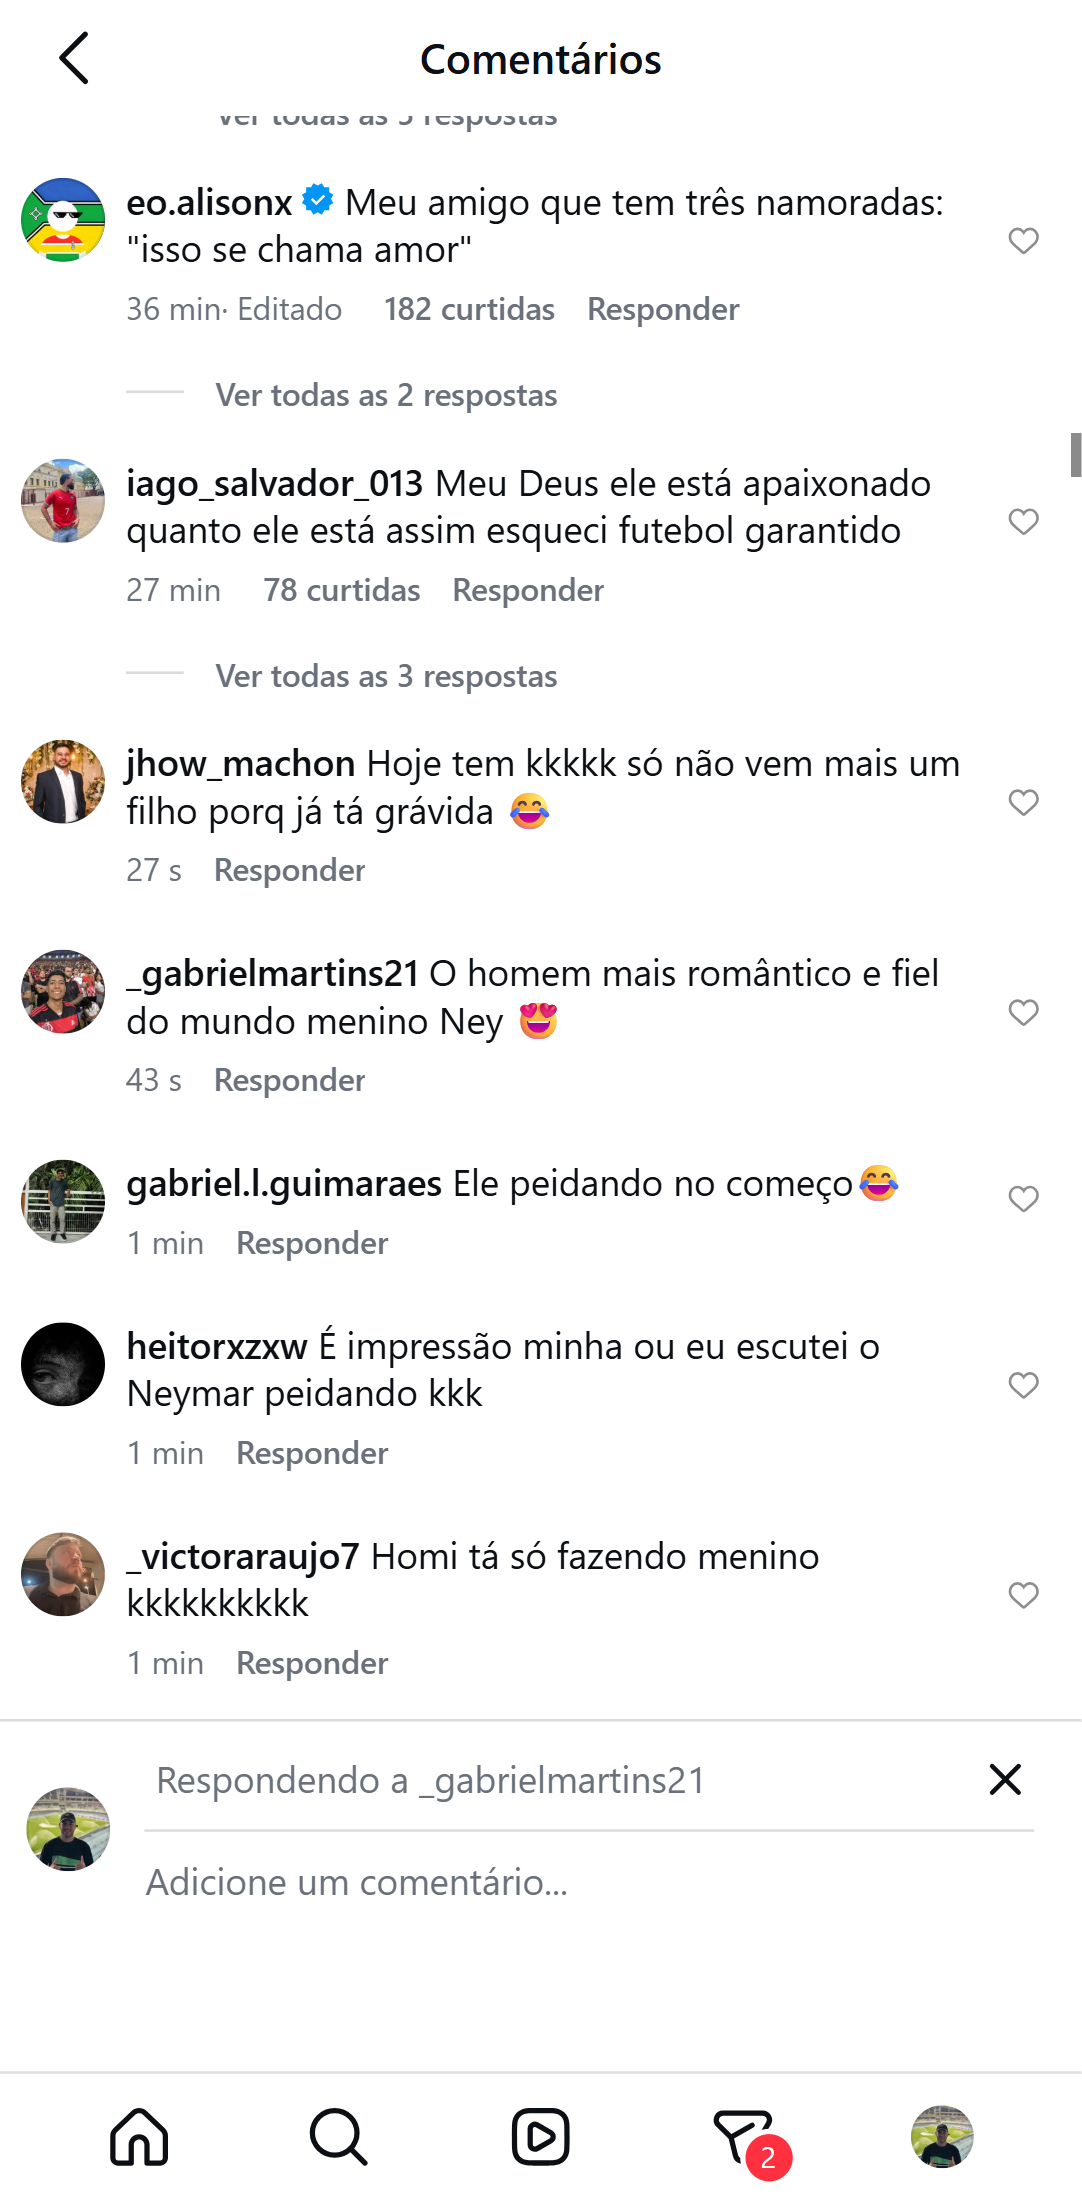 Comentários
Ver todas as 5 respostas
eo.alisonx Meu amigo que tem três namoradas:
"isso se chama amor"
36 min· Editado 182 curtidas Responder
Ver todas as 2 respostas
iago_salvador_013 Meu Deus ele está apaixonado
quanto ele está assim esqueci futebol garantido
27 min 78 curtidas Responder
Ver todas as 3 respostas
jhow_machon Hoje tem kkkkk só não vem mais um
filho porq já tá grávida 😂
27 s Responder
_gabrielmartins21 O homem mais romântico e fiel
do mundo menino Ney 😍
43 s Responder
gabriel.l.guimaraes Ele peidando no começo😂
1 min Responder
heitorxzxw É impressão minha ou eu escutei o
Neymar peidando kkk
1 min Responder
_victoraraujo7 Homi tá só fazendo menino
kkkkkkkkkk
1 min Responder
Respondendo a _gabrielmartins21
Adicione um comentário...
2